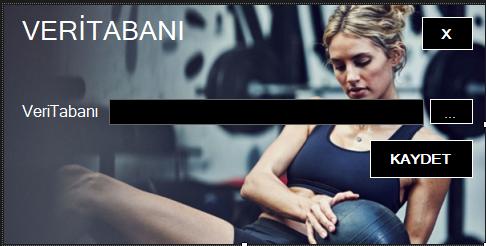 VERİTABANI
X
VeriTabanı
...
KAYDET